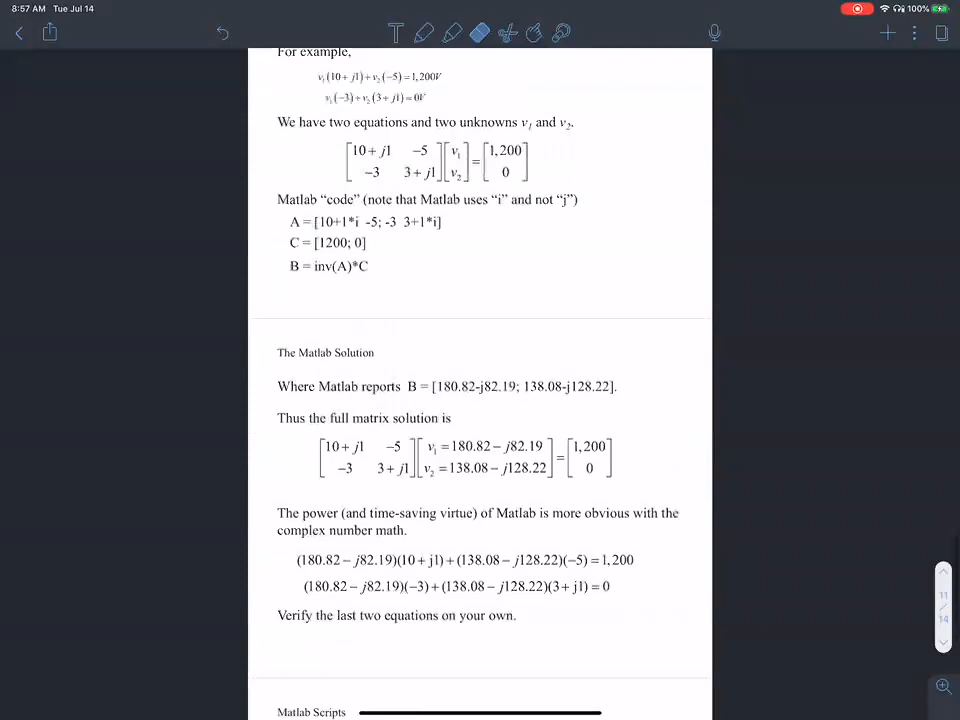 8:57 AM Tue Jul 14
100%
For example,
v₁(10+j1)+v₂(−5)=1,200V
v₁(−3)+v₂(3+j1)=0V
We have two equations and two unknowns v₁ and v₂.
[10+j1 −5][v₁]=[1,200]
[−3 3+j1][v₂] [0]
Matlab “code” (note that Matlab uses “i” and not “j”)
A = [10+1*i -5; -3 3+1*i]
C = [1200; 0]
B = inv(A)*C
The Matlab Solution
Where Matlab reports B = [180.82-j82.19; 138.08-j128.22].
Thus the full matrix solution is
[10+j1 −5][v₁ =180.82−j82.19]=[1,200]
[−3 3+j1][v₂ =138.08−j128.22] [0]
The power (and time-saving virtue) of Matlab is more obvious with the
complex number math.
(180.82−j82.19)(10+j1)+(138.08−j128.22)(−5)=1,200
(180.82−j82.19)(−3)+(138.08−j128.22)(3+j1)=0
Verify the last two equations on your own.
11
/
14
Matlab Scripts